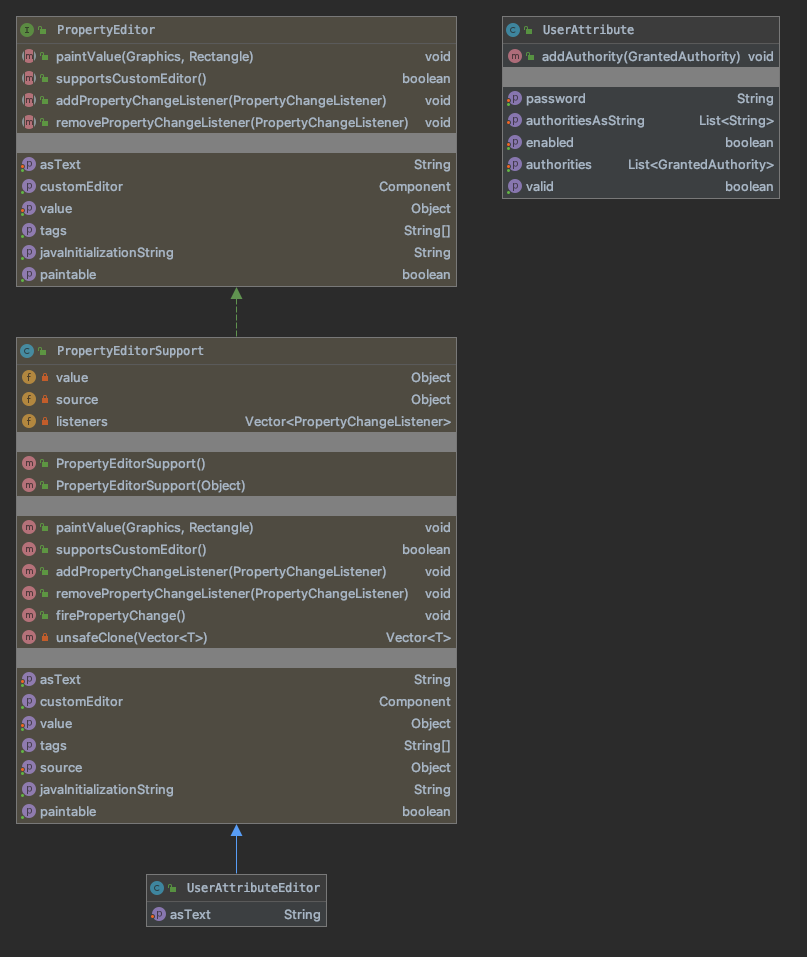 PropertyEditor
paintValue(Graphics, Rectangle) void
supportsCustomEditor() boolean
addPropertyChangeListener(PropertyChangeListener) void
removePropertyChangeListener(PropertyChangeListener) void
asText String
customEditor Component
value Object
tags String[]
javaInitializationString String
paintable boolean
UserAttribute
addAuthority(GrantedAuthority) void
password String
authoritiesAsString List<String>
enabled boolean
authorities List<GrantedAuthority>
valid boolean
PropertyEditorSupport
value Object
source Object
listeners Vector<PropertyChangeListener>
PropertyEditorSupport()
PropertyEditorSupport(Object)
paintValue(Graphics, Rectangle) void
supportsCustomEditor() boolean
addPropertyChangeListener(PropertyChangeListener) void
removePropertyChangeListener(PropertyChangeListener) void
firePropertyChange() void
unsafeClone(Vector<T>) Vector<T>
asText String
customEditor Component
value Object
tags String[]
source Object
javaInitializationString String
paintable boolean
UserAttributeEditor
asText String